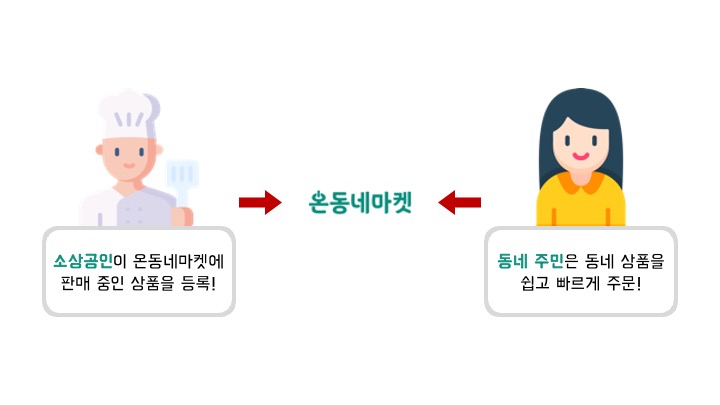 온동네마켓
소상공인이 온동네마켓에
판매 중인 상품을 등록!
동네 주민은 동네 상품을
쉽고 빠르게 주문!